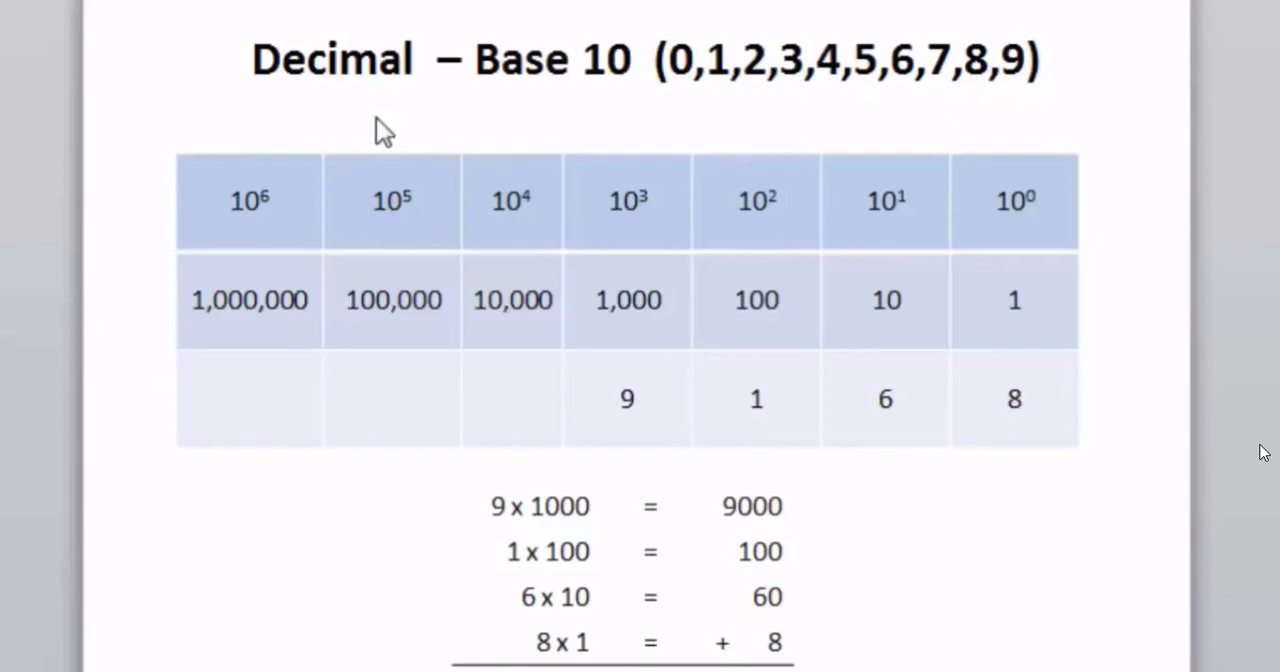 Decimal – Base 10 (0,1,2,3,4,5,6,7,8,9)
10⁶ 10⁵ 10⁴ 10³ 10² 10¹ 10⁰
1,000,000 100,000 10,000 1,000 100 10 1
9 1 6 8
9 x 1000 = 9000
1 x 100 = 100
6 x 10 = 60
8 x 1 = + 8